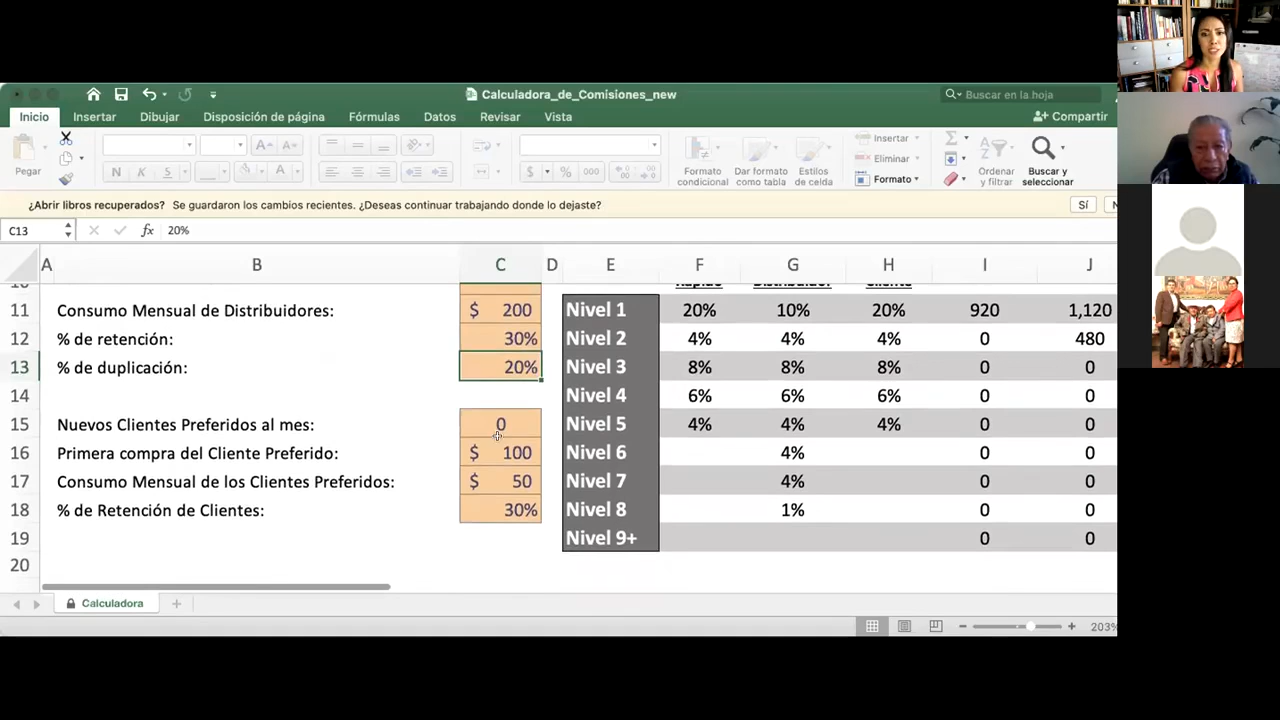 Calculadora_de_Comisiones_new
Buscar en la hoja
Inicio Insertar Dibujar Disposición de página Fórmulas Datos Revisar Vista Compartir
Pegar
N K S A
$ % 000
Formato condicional
Dar formato como tabla
Estilos de celda
Insertar
Eliminar
Formato
Ordenar y filtrar
Buscar y seleccionar
¿Abrir libros recuperados? Se guardaron los cambios recientes. ¿Deseas continuar trabajando donde lo dejaste? Sí
C13 fx 20%
A B C D E F G H I J
11 Consumo Mensual de Distribuidores: $ 200 Nivel 1 20% 10% 20% 920 1,120
12 % de retención: 30% Nivel 2 4% 4% 4% 0 480
13 % de duplicación: 20% Nivel 3 8% 8% 8% 0 0
14 Nivel 4 6% 6% 6% 0 0
15 Nuevos Clientes Preferidos al mes: 0 Nivel 5 4% 4% 4% 0 0
16 Primera compra del Cliente Preferido: $ 100 Nivel 6 4% 0 0
17 Consumo Mensual de los Clientes Preferidos: $ 50 Nivel 7 4% 0 0
18 % de Retención de Clientes: 30% Nivel 8 1% 0 0
19 Nivel 9+ 0 0
20
Calculadora
203%